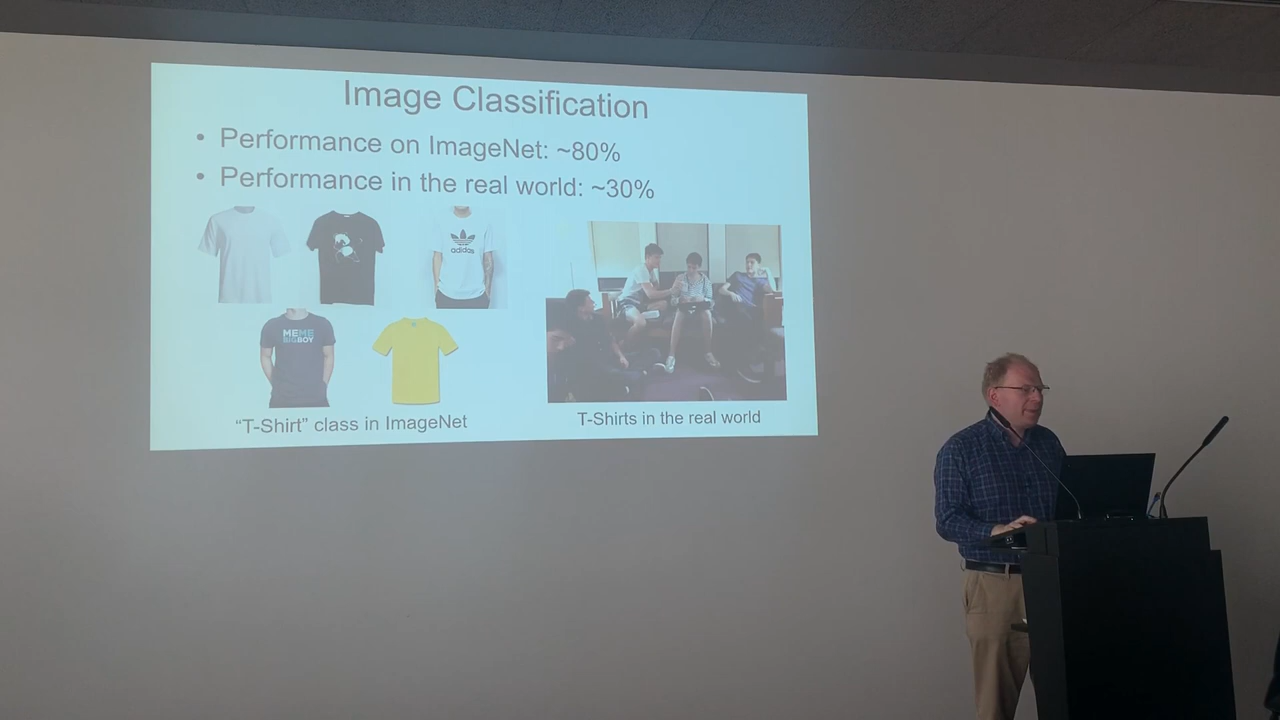 Image Classification
• Performance on ImageNet: ~80%
• Performance in the real world: ~30%
adidas
MEME
BIGBOY
"T-Shirt" class in ImageNet
T-Shirts in the real world